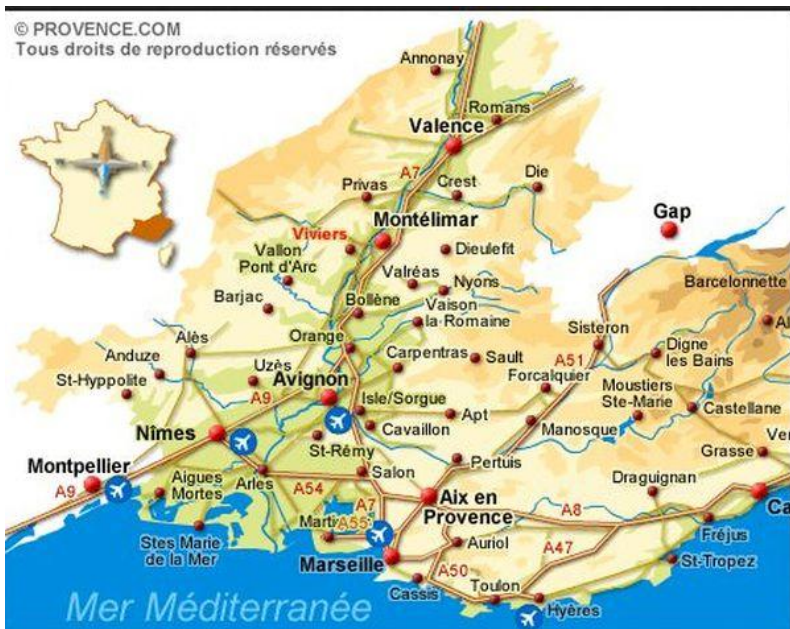 © PROVENCE.COM
Tous droits de reproduction réservés
Annonay
Romans
Valence
A7
Privas
Crest
Die
Montélimar
Gap
Viviers
Vallon
Pont d'Arc
Dieulefit
Valréas
Nyons
Barcelonnette
Barjac
Bollène
Vaison
la Romaine
Orange
Sisteron
Alès
Anduze
Uzès
Carpentras
Sault
A51
Digne
les Bains
St-Hyppolite
Avignon
A9
Forcalquier
Moustiers
Ste-Marie
Isle/Sorgue
Apt
Castellane
Nîmes
Cavaillon
Manosque
St-Rémy
Grasse
Montpellier
A9
Aigues
Mortes
Arles
Salon
Pertuis
Draguignan
A54
A7
Aix en
Provence
A8
A55
Stes Marie
de la Mer
Marseille
Auriol
A47
Fréjus
A50
St-Tropez
Cassis
Toulon
Hyères
Mer Méditerranée